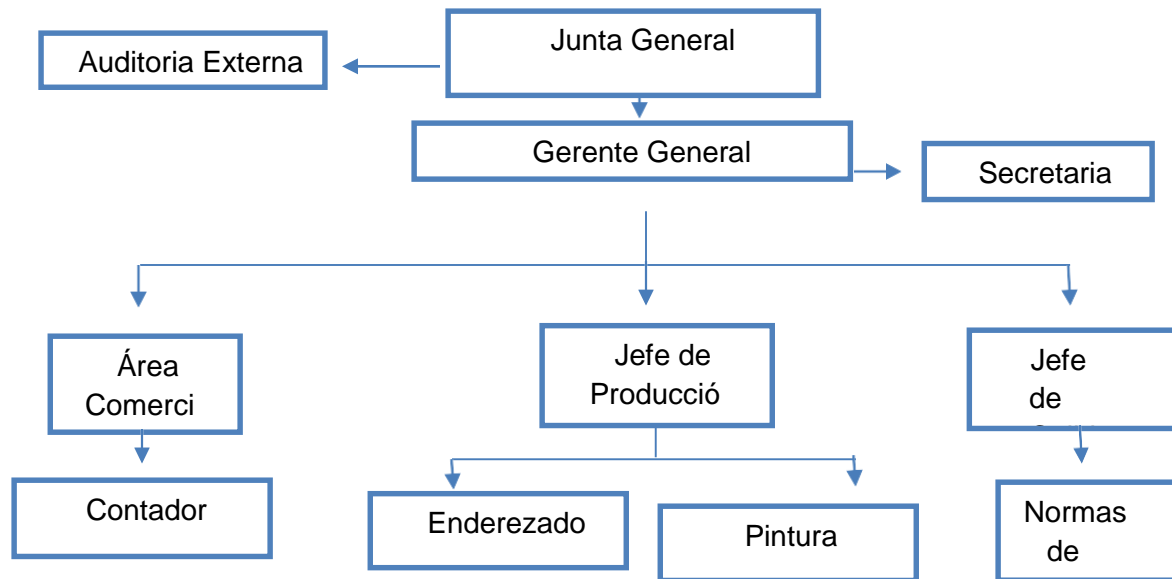 Junta General
Auditoria Externa
Gerente General
Secretaria
Área
Comerci
Jefe de
Producció
Jefe
de
Contador
Enderezado
Pintura
Normas
de